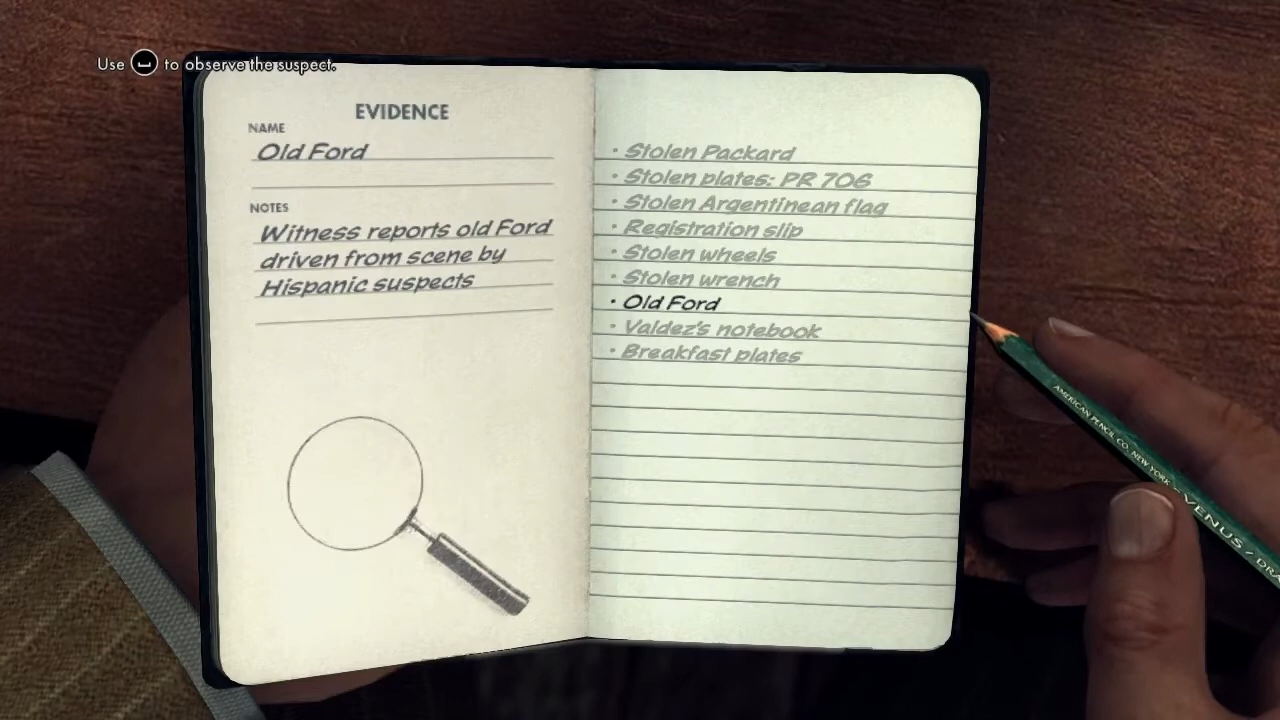 Use to observe the suspect.
EVIDENCE
NAME
Old Ford
NOTES
Witness reports old Ford
driven from scene by
Hispanic suspects
• Stolen Packard
• Stolen plates: PR 706
• Stolen Argentinean flag
• Registration slip
• Stolen wheels
• Stolen wrench
• Old Ford
• Valdez's notebook
• Breakfast plates
AMERICAN PENCIL CO. NEW YORK - VENUS / DRA